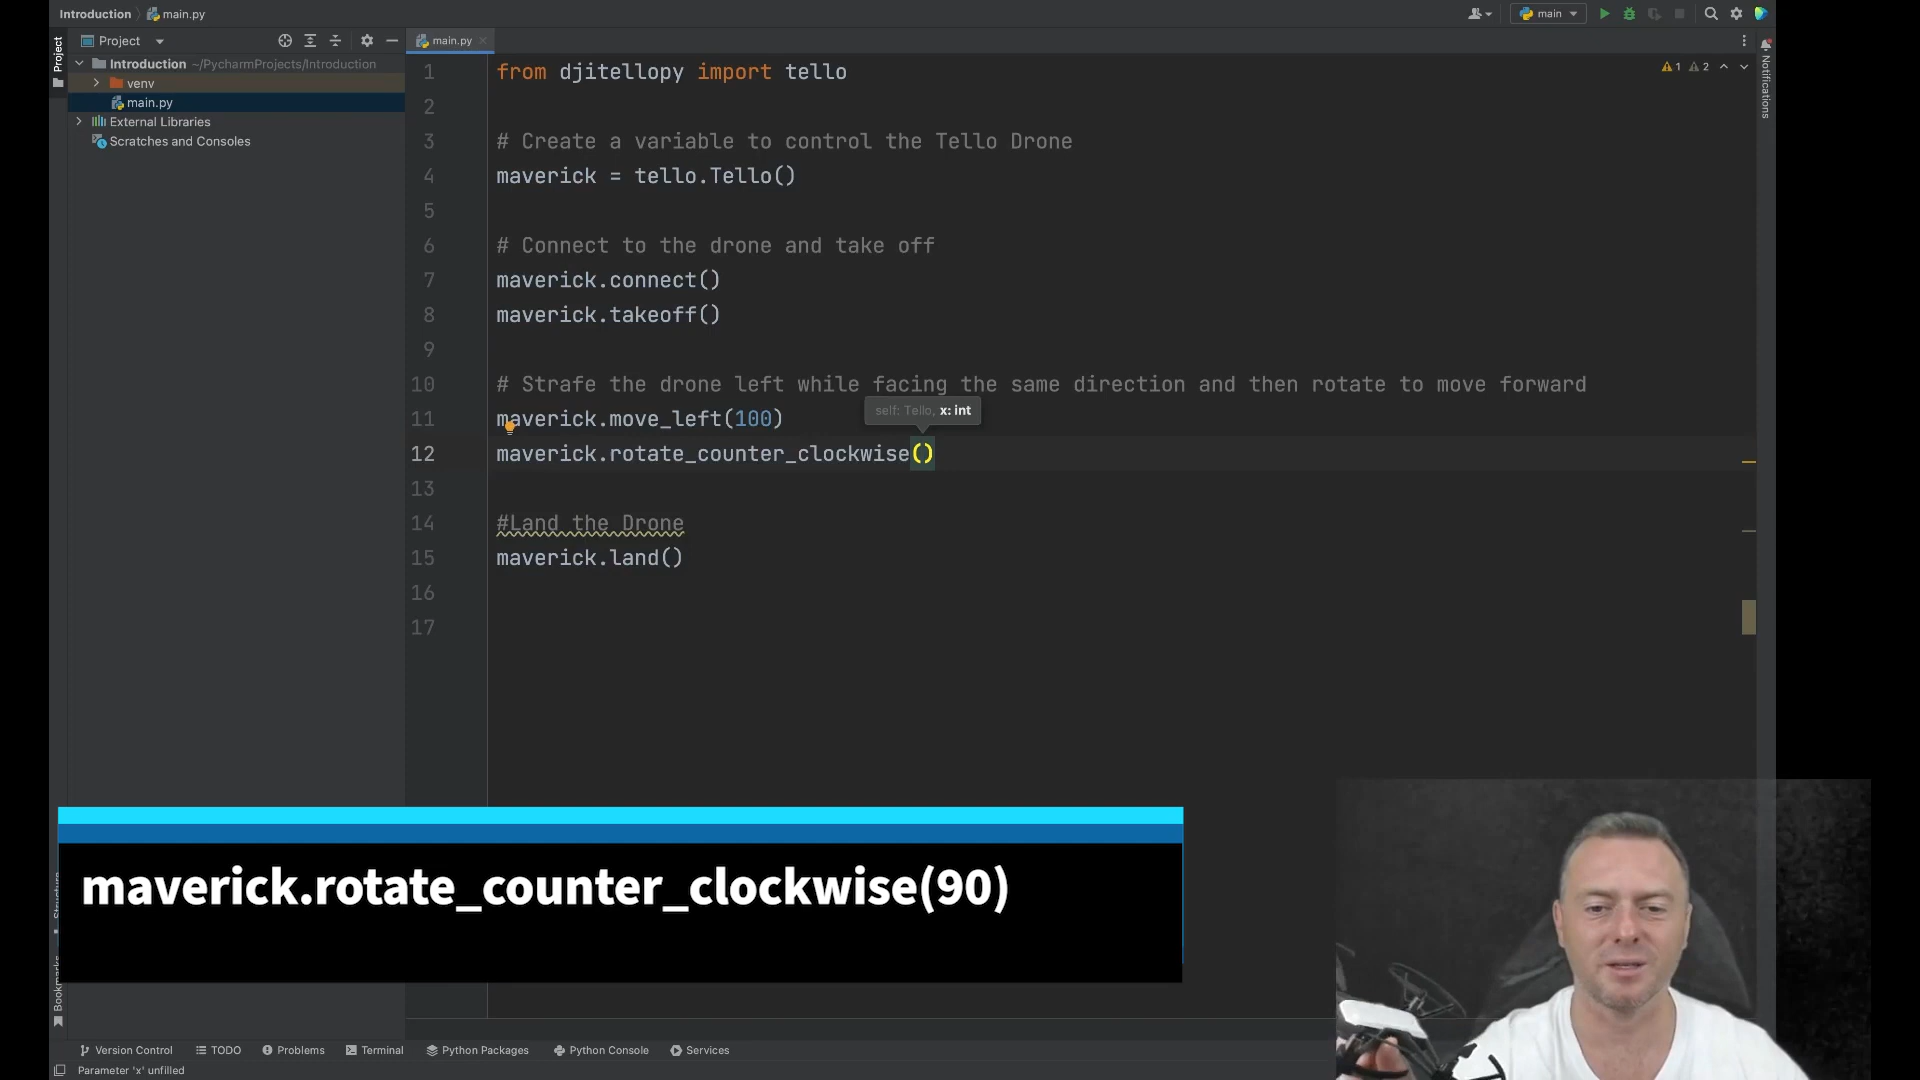 Introduction
main.py
main
Project
Project
main.py
1
2
Introduction ~/PycharmProjects/Introduction
venv
main.py
External Libraries
Scratches and Consoles
Notifications
1 from djitellopy import tello
2
3 # Create a variable to control the Tello Drone
4 maverick = tello.Tello()
5
6 # Connect to the drone and take off
7 maverick.connect()
8 maverick.takeoff()
9
10 # Strafe the drone left while facing the same direction and then rotate to move forward
self: Tello, x: int
11 maverick.move_left(100)
12 maverick.rotate_counter_clockwise()
13
14 #Land the Drone
15 maverick.land()
16
17
maverick.rotate_counter_clockwise(90)
Version Control
TODO
Problems
Terminal
Python Packages
Python Console
Services
Parameter 'x' unfilled